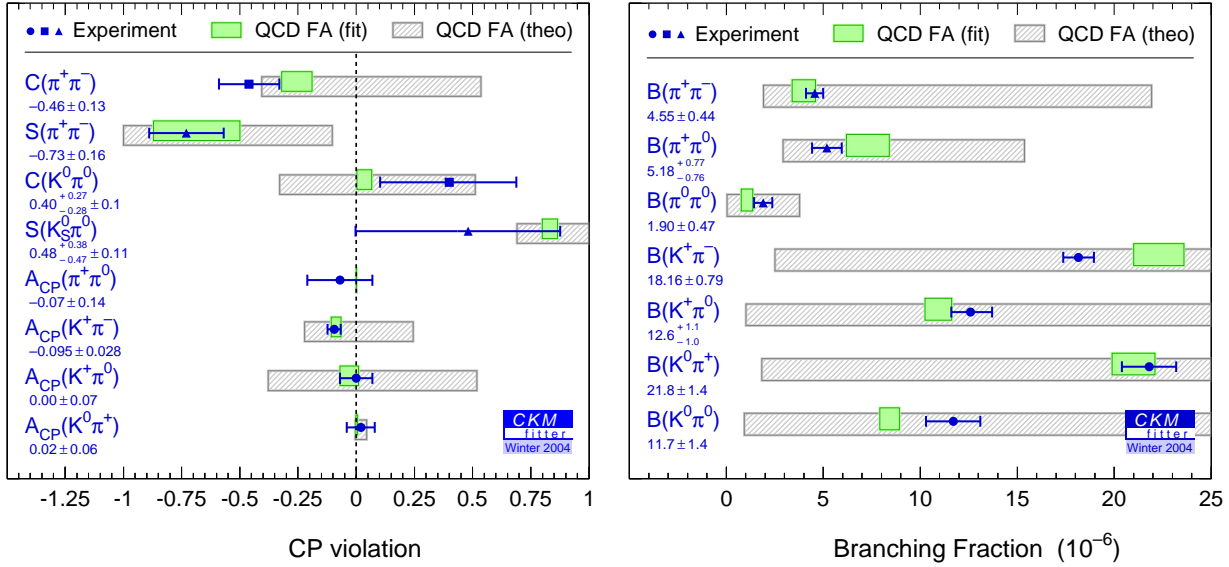 Experiment QCD FA (fit) QCD FA (theo)
C(π⁺π⁻)
−0.46 ± 0.13
S(π⁺π⁻)
−0.73 ± 0.16
C(K⁰π⁰)
0.40 +0.27 −0.28 ± 0.1
S(K⁰_Sπ⁰)
0.48 +0.38 −0.47 ± 0.11
A_CP(π⁺π⁰)
−0.07 ± 0.14
A_CP(K⁺π⁻)
−0.095 ± 0.028
A_CP(K⁺π⁰)
0.00 ± 0.07
A_CP(K⁰π⁺)
0.02 ± 0.06
CKM
fitter
Winter 2004
-1.25 -1 -0.75 -0.5 -0.25 0 0.25 0.5 0.75 1
CP violation
Experiment QCD FA (fit) QCD FA (theo)
B(π⁺π⁻)
4.55 ± 0.44
B(π⁺π⁰)
5.18 +0.77 −0.76
B(π⁰π⁰)
1.90 ± 0.47
B(K⁺π⁻)
18.16 ± 0.79
B(K⁺π⁰)
12.6 +1.1 −1.0
B(K⁰π⁺)
21.8 ± 1.4
B(K⁰π⁰)
11.7 ± 1.4
CKM
fitter
Winter 2004
0 5 10 15 20 25
Branching Fraction (10⁻⁶)